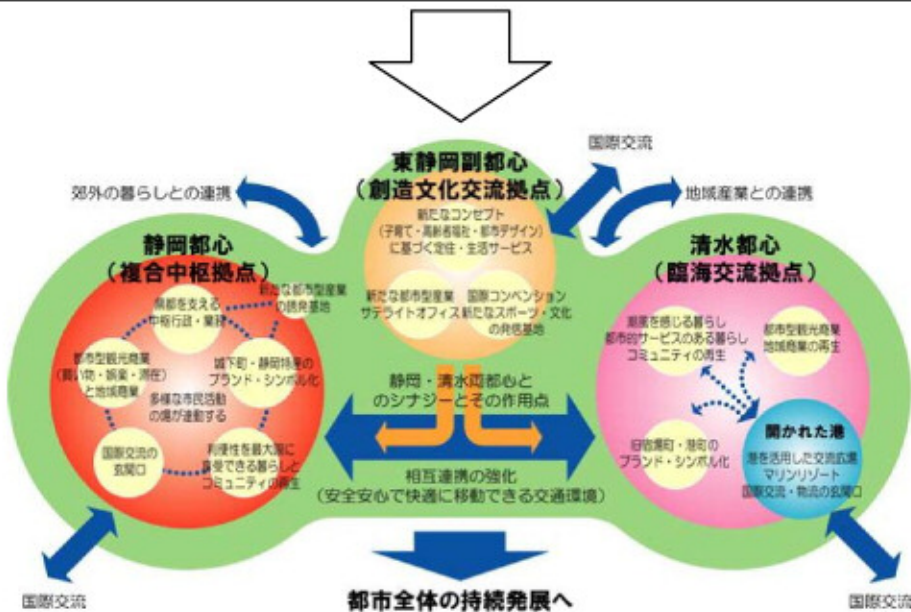 国際交流
東静岡副都心
（創造文化交流拠点）
郊外の暮らしとの連携
地域産業との連携
新たなコンセプト
（子育て・高齢者福祉・都市デザイン）
に基づく定住・生活サービス
新たな都市型産業
サテライトオフィス
国際コンベンション
新たなスポーツ・文化
の発信基地
静岡都心
（複合中枢拠点）
新たな都市型産業の
誘発基地
県都を支える
中枢行政・業務
都市型観光商業
（買い物・娯楽・滞在）
と地域商業
城下町・静岡特産の
ブランド・シンボル化
多様な市民活動
の場が連動する
国際交流の
玄関口
利便性を最大限に
享受できる暮らしと
コミュニティの再生
清水都心
（臨海交流拠点）
潮風を感じる暮らし
都市的サービスのある暮らし
コミュニティの再生
都市型観光商業
地域商業の再生
旧宿場町・港町の
ブランド・シンボル化
開かれた港
港を活用した交流広場
マリンリゾート
国際交流・物流の玄関口
静岡・清水両都心と
のシナジーとその作用点
相互連携の強化
（安全安心で快適に移動できる交通環境）
国際交流
都市全体の持続発展へ
国際交流